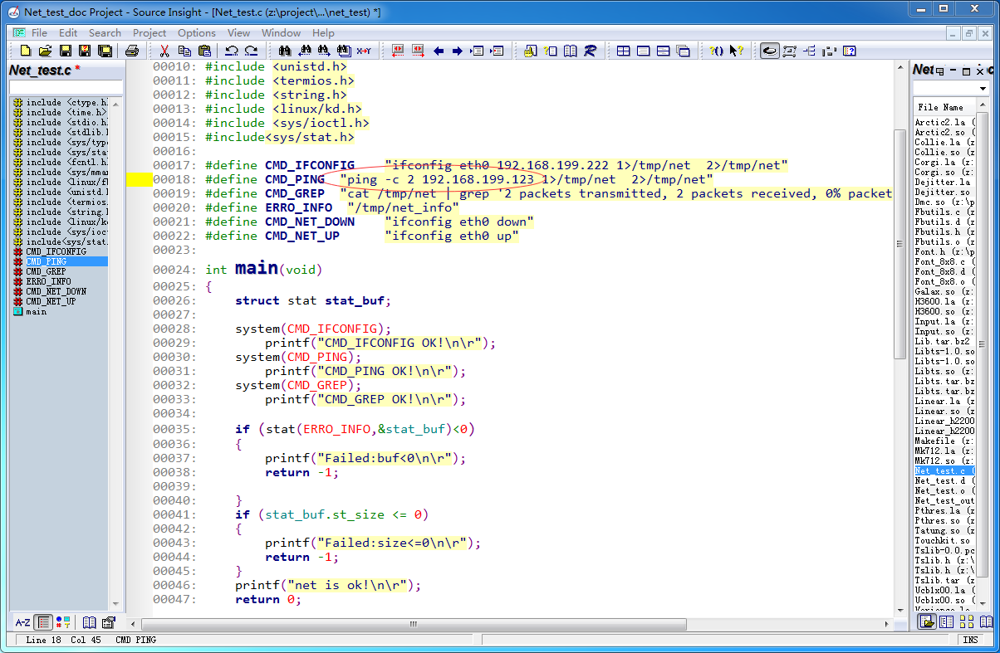 Net_test_doc Project - Source Insight - [Net_test.c (z:\project\...\net_test) *]
File Edit Search Project Options View Window Help
Net_test.c *
include <ctype.h
include <time.h>
include <stdio.h
include <stdlib.h
include <sys/typ
include <sys/sta
include <fcntl.h
include <sys/mma
include <linux/f
include <unistd.
include <termios
include <string.
include <linux/k
include <sys/ioc
include<sys/stat
CMD_IFCONFIG
CMD_PING
CMD_GREP
ERRO_INFO
CMD_NET_DOWN
CMD_NET_UP
main
A-Z
00010: #include <unistd.h>
00011: #include <termios.h>
00012: #include <string.h>
00013: #include <linux/kd.h>
00014: #include <sys/ioctl.h>
00015: #include<sys/stat.h>
00016:
00017: #define CMD_IFCONFIG "ifconfig eth0 192.168.199.222 1>/tmp/net 2>/tmp/net"
00018: #define CMD_PING "ping -c 2 192.168.199.123 1>/tmp/net 2>/tmp/net"
00019: #define CMD_GREP "cat /tmp/net | grep '2 packets transmitted, 2 packets received, 0% packet
00020: #define ERRO_INFO "/tmp/net_info"
00021: #define CMD_NET_DOWN "ifconfig eth0 down"
00022: #define CMD_NET_UP "ifconfig eth0 up"
00023:
00024: int main(void)
00025: {
00026: struct stat stat_buf;
00027:
00028: system(CMD_IFCONFIG);
00029: printf("CMD_IFCONFIG OK!\n\r");
00030: system(CMD_PING);
00031: printf("CMD_PING OK!\n\r");
00032: system(CMD_GREP);
00033: printf("CMD_GREP OK!\n\r");
00034:
00035: if (stat(ERRO_INFO,&stat_buf)<0)
00036: {
00037: printf("Failed:buf<0\n\r");
00038: return -1;
00039:
00040: }
00041: if (stat_buf.st_size <= 0)
00042: {
00043: printf("Failed:size<=0\n\r");
00044: return -1;
00045: }
00046: printf("net is ok!\n\r");
00047: return 0;
Net
File Name
Arctic2.la (
Arctic2.so (
Collie.la (z
Collie.so (z
Corgi.la (z:
Corgi.so (z:
Dejitter.la
Dejitter.so
Dmc.so (z:\p
Fbutils.c (z
Fbutils.d (z
Fbutils.h (z
Fbutils.o (z
Font.h (z:\p
Font_8x8.c (
Font_8x8.d (
Font_8x8.o (
Galax.so (z:
H3600.la (z:
H3600.so (z:
Input.la (z:
Input.so (z:
Lib.tar.bz2
Libts-1.0.so
Libts-1.0.so
Libts.so (z:
Libts.tar.bz
Libts.tar.bz
Linear.la (z
Linear.so (z
Linear_h2200
Linear_h2200
Makefile (z:
Mk712.la (z:
Mk712.so (z:
Net_test.c (
Net_test.d (
Net_test.o (
Net_test_out
Pthres.la (z
Pthres.so (z
Tatung.so (z
Touchkit.so
Tslib-0.0.pc
Tslib.h (z:\
Tslib.h (z:\
Tslib.tar (z
Ucb1x00.la (
Ucb1x00.so (
Line 18 Col 45 CMD PING
INS